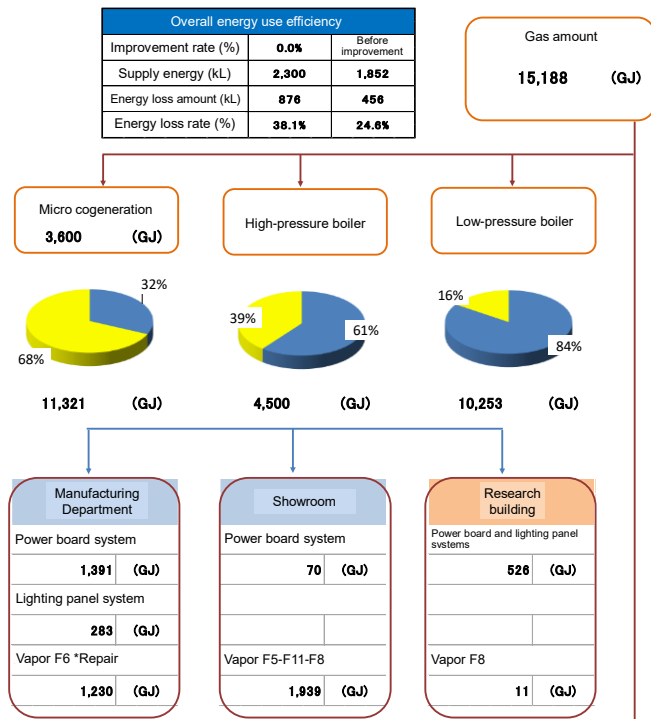 Overall energy use efficiency
Improvement rate (%) 0.0% Before improvement
Supply energy (kL) 2,300 1,852
Energy loss amount (kL) 876 456
Energy loss rate (%) 38.1% 24.6%
Gas amount
15,188 (GJ)
Micro cogeneration
3,600 (GJ)
High-pressure boiler
Low-pressure boiler
32%
68%
39%
61%
16%
84%
11,321 (GJ)
4,500 (GJ)
10,253 (GJ)
Manufacturing
Department
Power board system
1,391 (GJ)
Lighting panel system
283 (GJ)
Vapor F6 *Repair
1,230 (GJ)
Showroom
Power board system
70 (GJ)
Vapor F5-F11-F8
1,939 (GJ)
Research
building
Power board and lighting panel
systems
526 (GJ)
Vapor F8
11 (GJ)